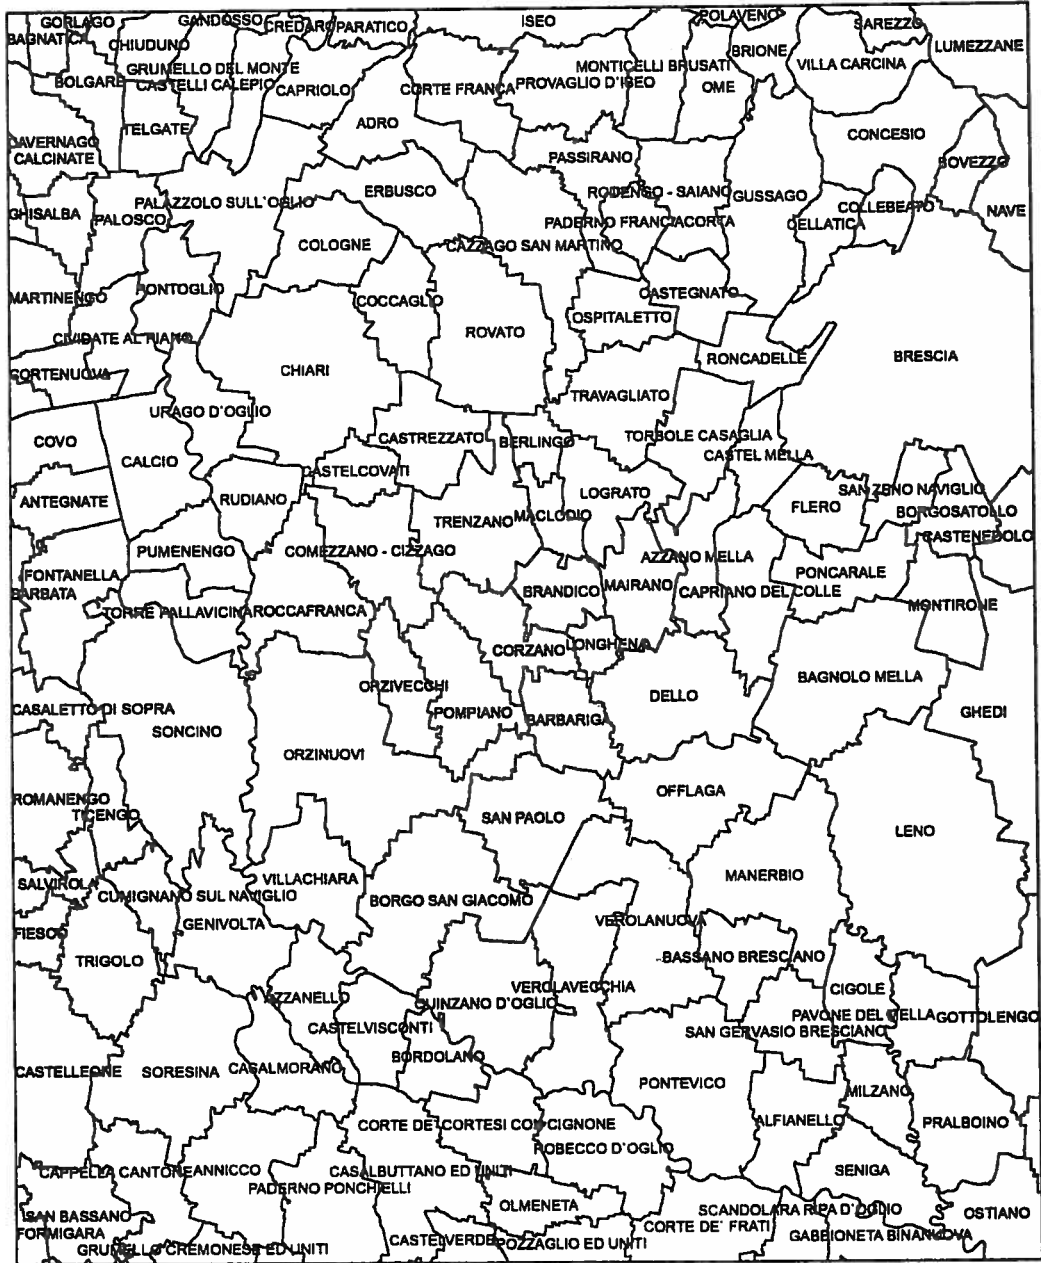 GORLAGO
GANDOSSO
CREDARO
PARATICO
ISEO
POLAVENO
SAREZZO
BAGNATICA
CHIUDUNO
BRIONE
LUMEZZANE
GRUMELLO DEL MONTE
MONTICELLI BRUSATI
VILLA CARCINA
BOLGARE
CASTELLI CALEPIO
CAPRIOLO
CORTE FRANCA
PROVAGLIO D'ISEO
OME
ADRO
TELGATE
CONCESIO
CAVERNAGO
CALCINATE
PASSIRANO
BOVEZZO
ERBUSCO
RODENGO - SAIANO
GUSSAGO
PALAZZOLO SULL'OGLIO
COLLEBEATO
NAVE
GHISALBA
PALOSCO
PADERNO FRANCIACORTA
CELLATICA
COLOGNE
CAZZAGO SAN MARTINO
MARTINENGO
PONTOGLIO
COCCAGLIO
CASTEGNATO
OSPITALETTO
ROVATO
CIVIDATE AL PIANO
CHIARI
RONCADELLE
BRESCIA
CORTENUOVA
TRAVAGLIATO
URAGO D'OGLIO
COVO
CASTREZZATO
BERLINGO
TORBOLE CASAGLIA
CASTEL MELLA
CALCIO
CASTELCOVATI
ANTEGNATE
RUDIANO
LOGRATO
SAN ZENO NAVIGLIO
FLERO
BORGOSATOLLO
TRENZANO
MACLODIO
CASTENEDOLO
PUMENENGO
COMEZZANO - CIZZAGO
AZZANO MELLA
FONTANELLA
PONCARALE
BARBATA
BRANDICO
MAIRANO
CAPRIANO DEL COLLE
TORRE PALLAVICINA
ROCCAFRANCA
MONTIRONE
CORZANO
LONGHENA
ORZIVECCHI
DELLO
BAGNOLO MELLA
CASALETTO DI SOPRA
POMPIANO
BARBARIGA
GHEDI
SONCINO
ORZINUOVI
OFFLAGA
ROMANENGO
TICENGO
SAN PAOLO
LENO
SALVIROLA
VILLACHIARA
MANERBIO
CUMIGNANO SUL NAVIGLIO
BORGO SAN GIACOMO
FIESCO
GENIVOLTA
VEROLANUOVA
TRIGOLO
BASSANO BRESCIANO
AZZANELLO
QUINZANO D'OGLIO
VEROLAVECCHIA
CIGOLE
CASTELVISCONTI
PAVONE DEL MELLA
GOTTOLENGO
SAN GERVASIO BRESCIANO
BORDOLANO
CASTELLEONE
SORESINA
CASALMORANO
PONTEVICO
MILZANO
CORTE DE' CORTESI CON CIGNONE
ALFIANELLO
PRALBOINO
ROBECCO D'OGLIO
CAPPELLA CANTONE
ANNICCO
CASALBUTTANO ED UNITI
SENIGA
PADERNO PONCHIELLI
OLMENETA
SCANDOLARA RIPA D'OGLIO
SAN BASSANO
CORTE DE' FRATI
OSTIANO
FORMIGARA
GRUMELLO CREMONESE ED UNITI
CASTELVERDE
POZZAGLIO ED UNITI
GABBIONETA BINANUOVA